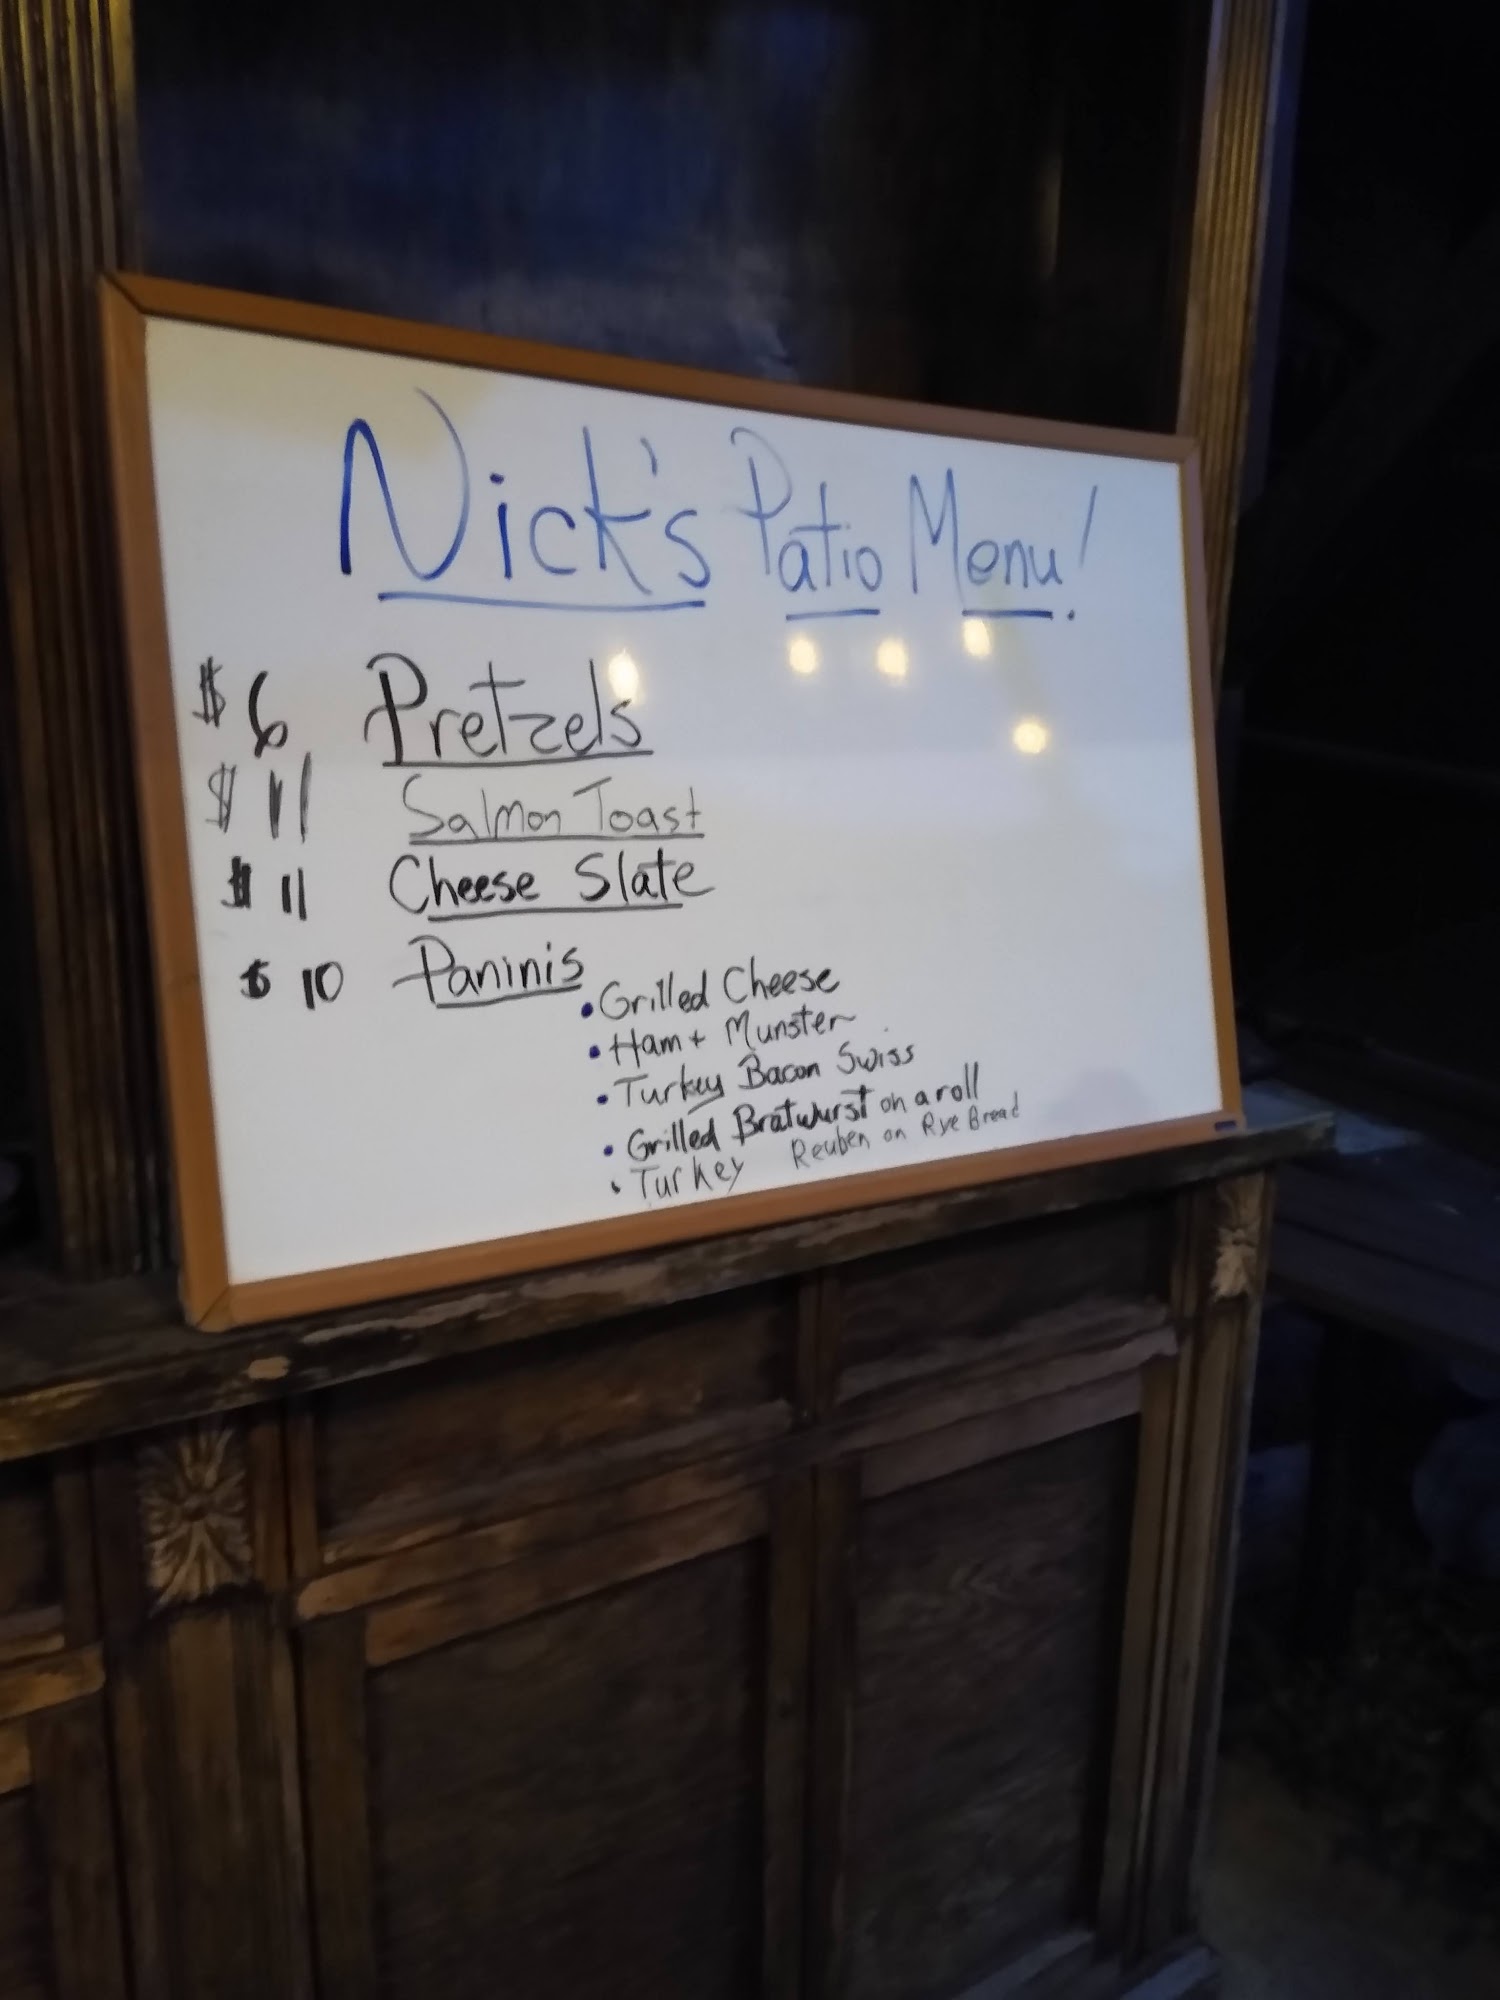 Nick's Patio Menu!
$6 Pretzels
$11 Salmon Toast
$11 Cheese Slate
$10 Paninis
• Grilled Cheese
• Ham + Munster
• Turkey Bacon Swiss
• Grilled Bratwurst on a roll
• Turkey Reuben on Rye Bread